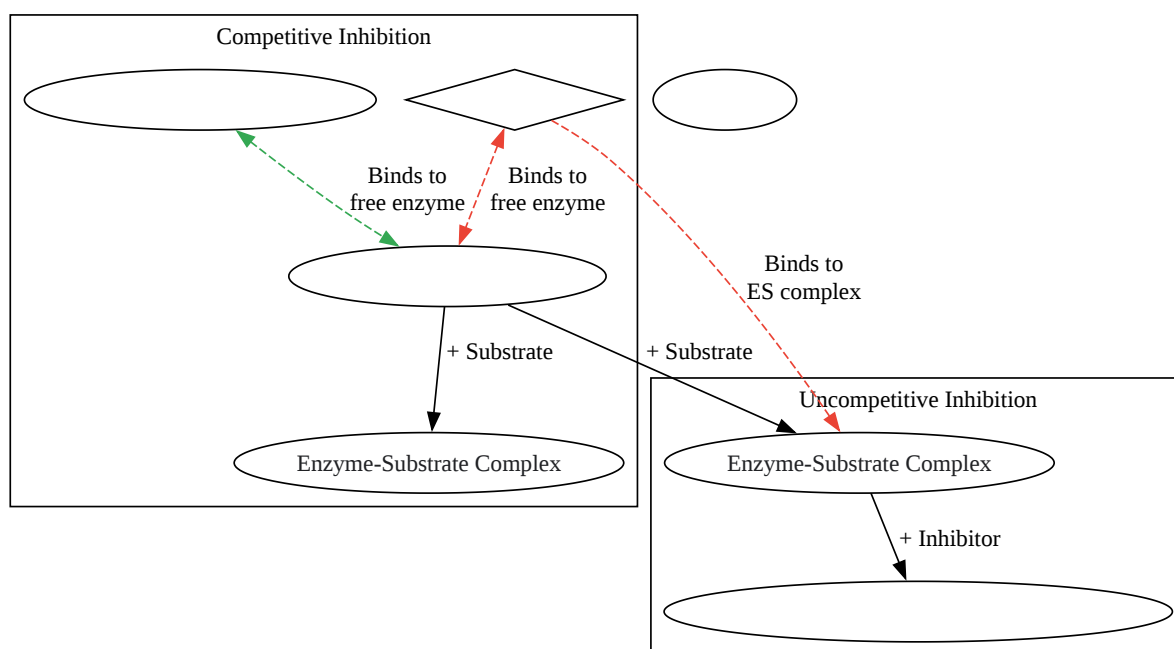 Competitive Inhibition
Binds to
free enzyme
Binds to
free enzyme
Binds to
ES complex
+ Substrate
+ Substrate
Uncompetitive Inhibition
Enzyme-Substrate Complex
Enzyme-Substrate Complex
+ Inhibitor